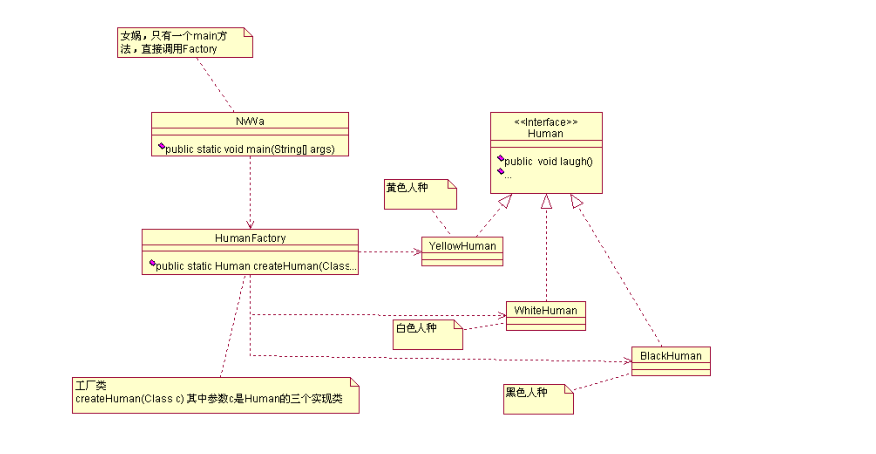 女娲，只有一个main方
法，直接调用Factory
NvWa
public static void main(String[] args)
<<Interface>>
Human
public void laugh()
...
黄色人种
HumanFactory
public static Human createHuman(Class...
YellowHuman
WhiteHuman
白色人种
BlackHuman
工厂类
createHuman(Class c) 其中参数c是Human的三个实现类
黑色人种